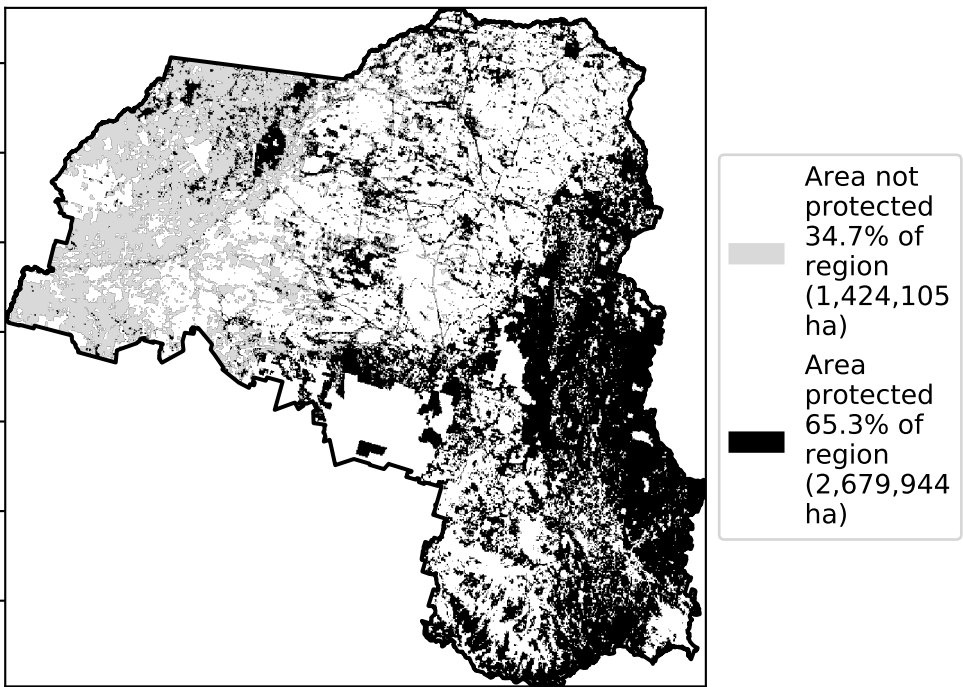 Area not
protected
34.7% of
region
(1,424,105
ha)
Area
protected
65.3% of
region
(2,679,944
ha)